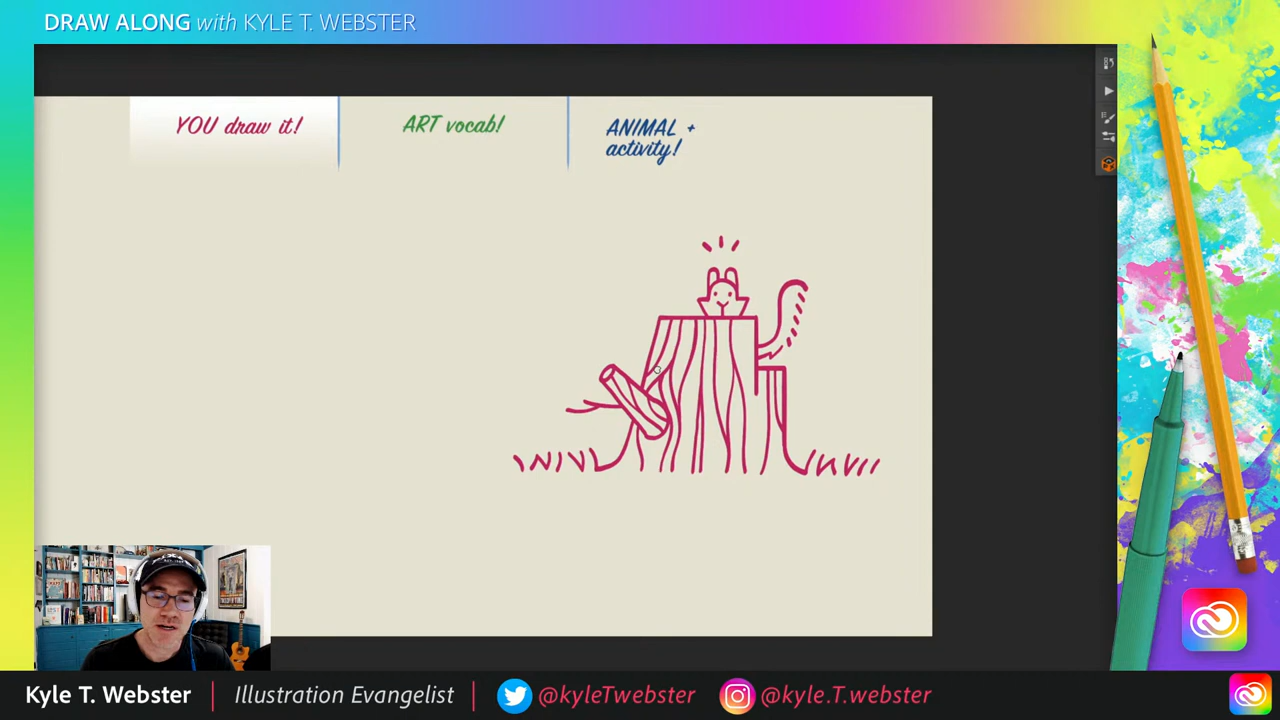 DRAW ALONG with KYLE T. WEBSTER
YOU draw it!
ART vocab!
ANIMAL +
activity!
Kyle T. Webster | Illustration Evangelist | @kyleTwebster @kyle.T.webster